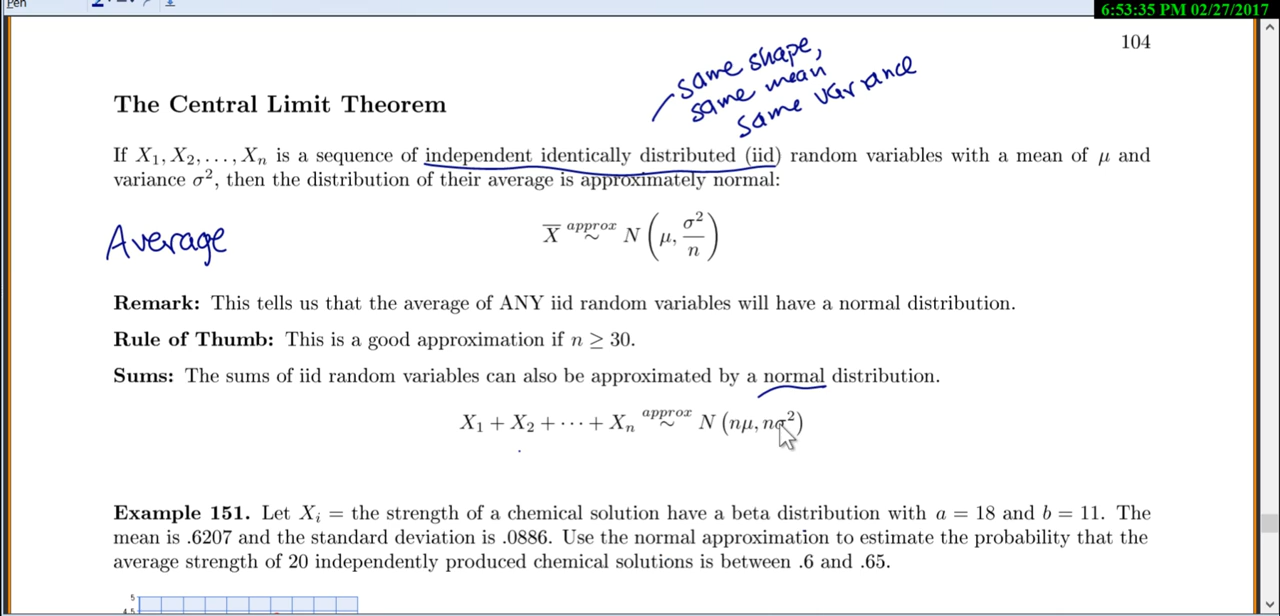 Pen
6:53:35 PM 02/27/2017
104
same shape,
same mean
same variance
The Central Limit Theorem
If X₁, X₂, . . . , Xₙ is a sequence of independent identically distributed (iid) random variables with a mean of μ and
variance σ², then the distribution of their average is approximately normal:
X̅ approx ~ N (μ, σ²/n)
Average
Remark: This tells us that the average of ANY iid random variables will have a normal distribution.
Rule of Thumb: This is a good approximation if n ≥ 30.
Sums: The sums of iid random variables can also be approximated by a normal distribution.
X₁ + X₂ + ··· + Xₙ approx ~ N (nμ, nσ²)
Example 151. Let Xᵢ = the strength of a chemical solution have a beta distribution with a = 18 and b = 11. The
mean is .6207 and the standard deviation is .0886. Use the normal approximation to estimate the probability that the
average strength of 20 independently produced chemical solutions is between .6 and .65.
5
4.5